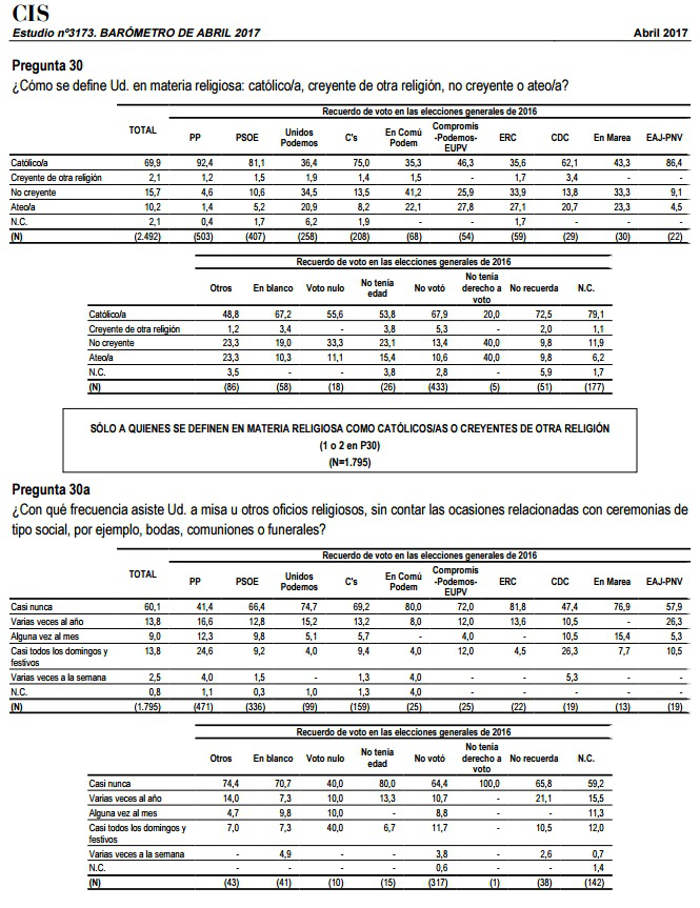 CIS
Estudio nº3173. BARÓMETRO DE ABRIL 2017 Abril 2017
Pregunta 30
¿Cómo se define Ud. en materia religiosa: católico/a, creyente de otra religión, no creyente o ateo/a?
Recuerdo de voto en las elecciones generales de 2016
TOTAL PP PSOE Unidos Podemos C's En Comú Podem Compromís -Podemos- EUPV ERC CDC En Marea EAJ-PNV
Católico/a 69,9 92,4 81,1 36,4 75,0 35,3 46,3 35,6 62,1 43,3 86,4
Creyente de otra religión 2,1 1,2 1,5 1,9 1,4 1,5 - 1,7 3,4 - -
No creyente 15,7 4,6 10,6 34,5 13,5 41,2 25,9 33,9 13,8 33,3 9,1
Ateo/a 10,2 1,4 5,2 20,9 8,2 22,1 27,8 27,1 20,7 23,3 4,5
N.C. 2,1 0,4 1,7 6,2 1,9 - - 1,7 - - -
(N) (2.492) (503) (407) (258) (208) (68) (54) (59) (29) (30) (22)
Recuerdo de voto en las elecciones generales de 2016
Otros En blanco Voto nulo No tenía edad No votó No tenía derecho a voto No recuerda N.C.
Católico/a 48,8 67,2 55,6 53,8 67,9 20,0 72,5 79,1
Creyente de otra religión 1,2 3,4 - 3,8 5,3 - 2,0 1,1
No creyente 23,3 19,0 33,3 23,1 13,4 40,0 9,8 11,9
Ateo/a 23,3 10,3 11,1 15,4 10,6 40,0 9,8 6,2
N.C. 3,5 - - 3,8 2,8 - 5,9 1,7
(N) (86) (58) (18) (26) (433) (5) (51) (177)
SÓLO A QUIENES SE DEFINEN EN MATERIA RELIGIOSA COMO CATÓLICOS/AS O CREYENTES DE OTRA RELIGIÓN
(1 o 2 en P30)
(N=1.795)
Pregunta 30a
¿Con qué frecuencia asiste Ud. a misa u otros oficios religiosos, sin contar las ocasiones relacionadas con ceremonias de
tipo social, por ejemplo, bodas, comuniones o funerales?
Recuerdo de voto en las elecciones generales de 2016
TOTAL PP PSOE Unidos Podemos C's En Comú Podem Compromís -Podemos- EUPV ERC CDC En Marea EAJ-PNV
Casi nunca 60,1 41,4 66,4 74,7 69,2 80,0 72,0 81,8 47,4 76,9 57,9
Varias veces al año 13,8 16,6 12,8 15,2 13,2 8,0 12,0 13,6 10,5 - 26,3
Alguna vez al mes 9,0 12,3 9,8 5,1 5,7 - 4,0 - 10,5 15,4 5,3
Casi todos los domingos y festivos 13,8 24,6 9,2 4,0 9,4 4,0 12,0 4,5 26,3 7,7 10,5
Varias veces a la semana 2,5 4,0 1,5 - 1,3 4,0 - - 5,3 - -
N.C. 0,8 1,1 0,3 1,0 1,3 4,0 - - - - -
(N) (1.795) (471) (336) (99) (159) (25) (25) (22) (19) (13) (19)
Recuerdo de voto en las elecciones generales de 2016
Otros En blanco Voto nulo No tenía edad No votó No tenía derecho a voto No recuerda N.C.
Casi nunca 74,4 70,7 40,0 80,0 64,4 100,0 65,8 59,2
Varias veces al año 14,0 7,3 10,0 13,3 10,7 - 21,1 15,5
Alguna vez al mes 4,7 9,8 10,0 - 8,8 - - 11,3
Casi todos los domingos y festivos 7,0 7,3 40,0 6,7 11,7 - 10,5 12,0
Varias veces a la semana - 4,9 - - 3,8 - 2,6 0,7
N.C. - - - - 0,6 - - 1,4
(N) (43) (41) (10) (15) (317) (1) (38) (142)